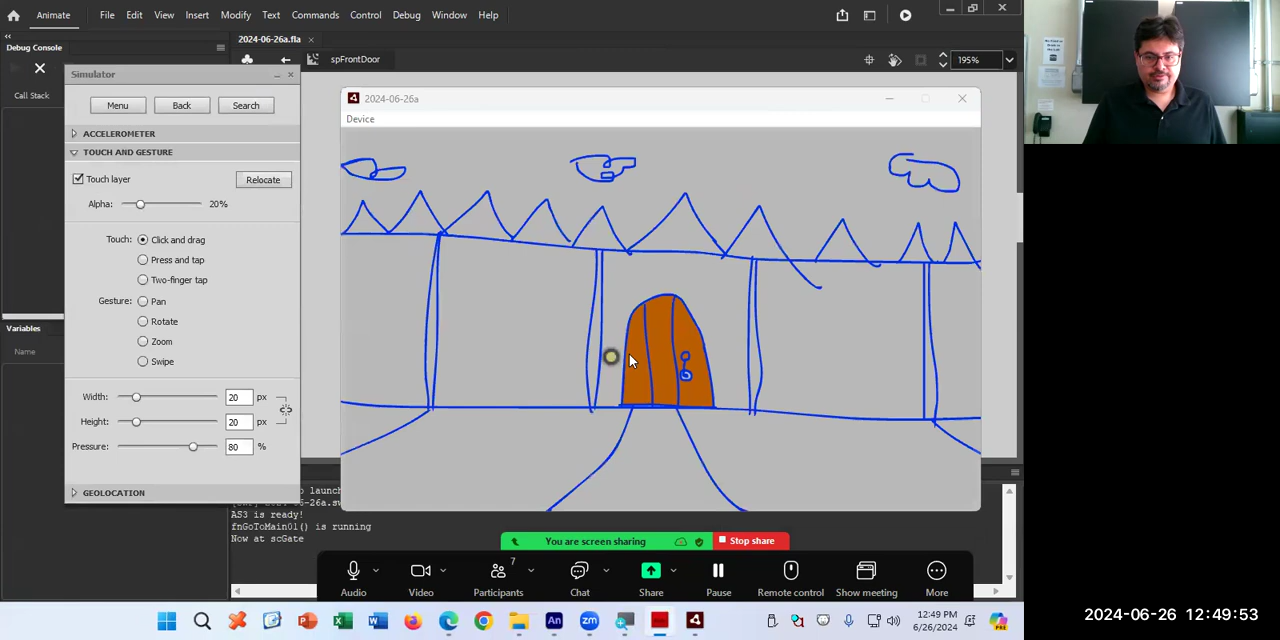 Animate
File Edit View Insert Modify Text Commands Control Debug Window Help
Debug Console
2024-06-26a.fla
spFrontDoor
195%
Simulator
2024-06-26a
Call Stack
Menu Back Search
Device
ACCELEROMETER
TOUCH AND GESTURE
Touch layer Relocate
Alpha: 20%
Touch: Click and drag
Press and tap
Two-finger tap
Gesture: Pan
Rotate
Zoom
Swipe
Variables
Name
Width: 20 px
Height: 20 px
Pressure: 80 %
GEOLOCATION
AS3 is ready!
fnGoToMain01() is running
Now at scGate
You are screen sharing Stop share
7
Audio Video Participants Chat Share Pause Remote control Show meeting More
12:49 PM
6/26/2024
2024-06-26 12:49:53